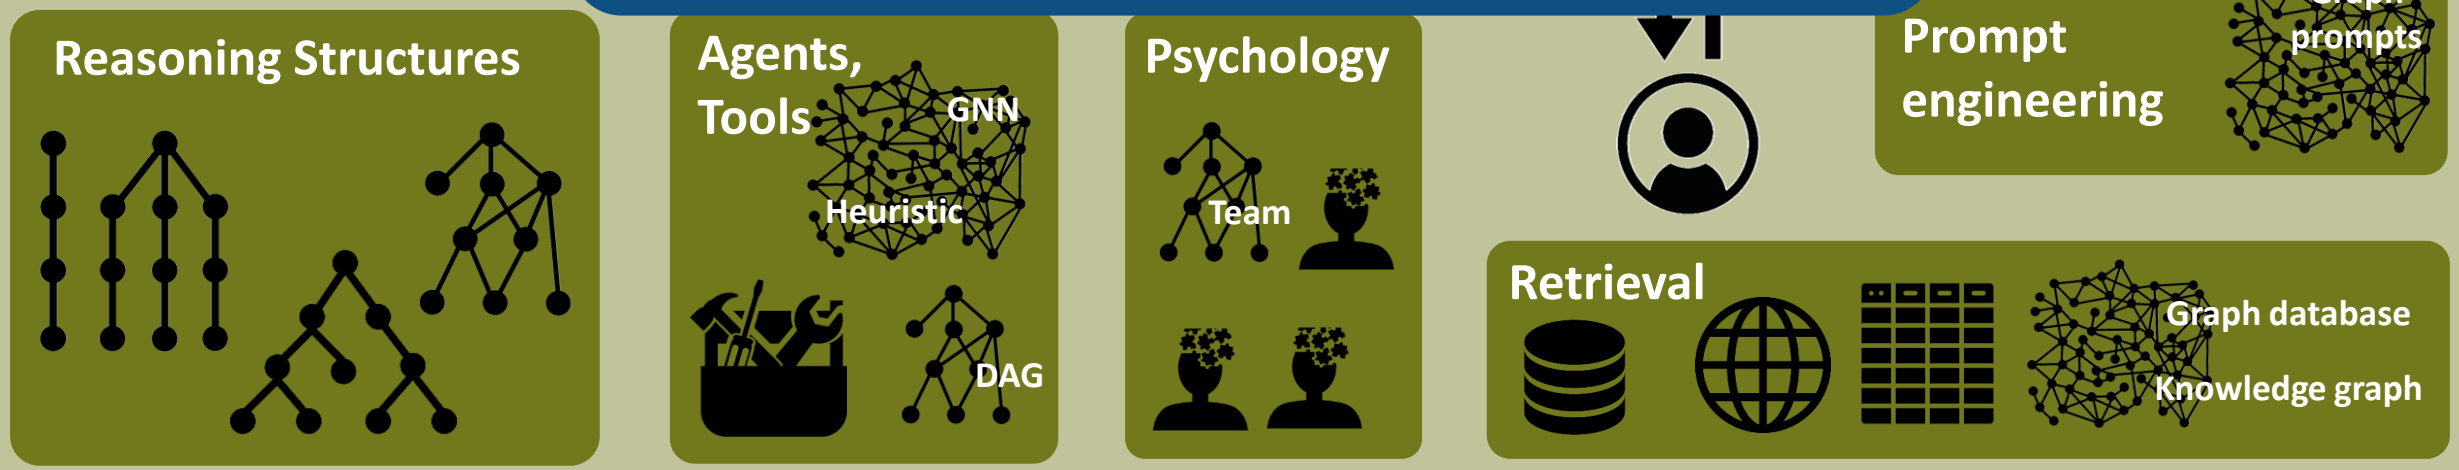 Reasoning Structures
Agents,
Tools
GNN
Heuristic
DAG
Psychology
Team
Prompt
engineering
prompts
Retrieval
Graph database
Knowledge graph